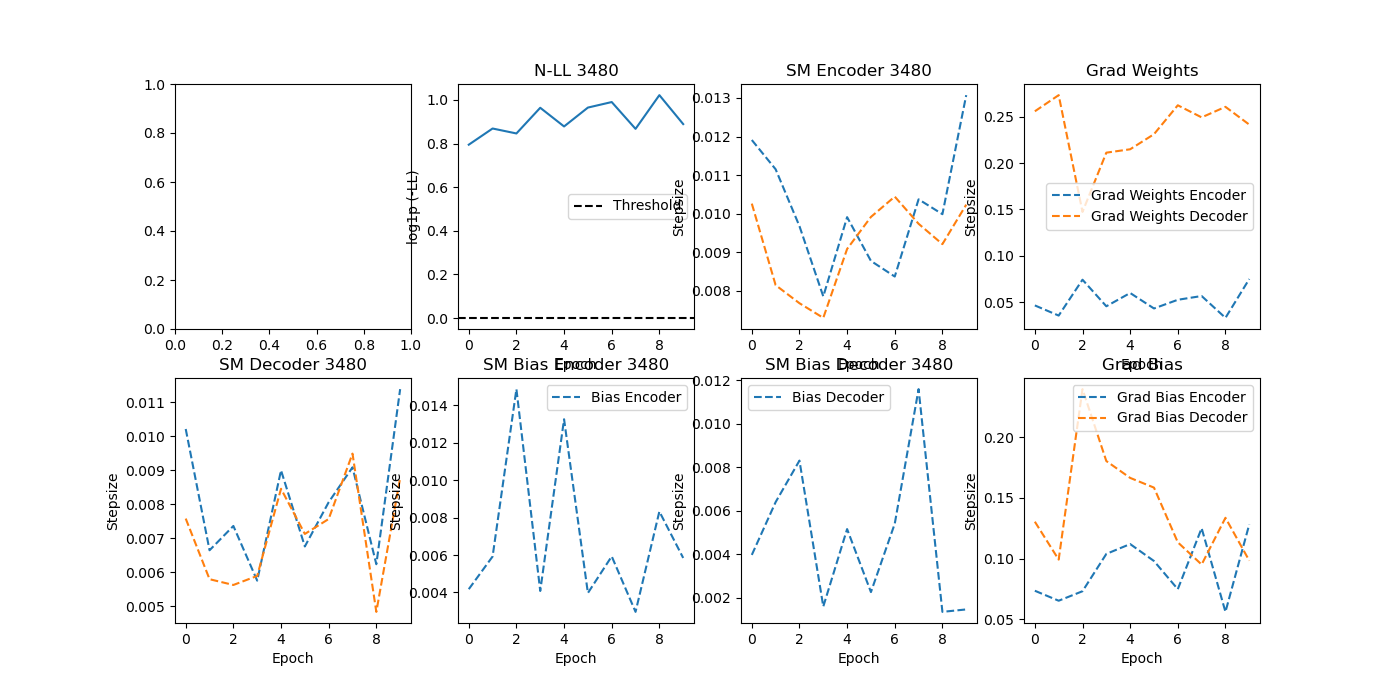 N-LL 3480
SM Encoder 3480
Grad Weights
1.0
0.8
0.6
0.4
0.2
0.0
0.0 0.2 0.4 0.6 0.8 1.0
log1p (-LL)
1.0
0.8
0.6
0.4
0.2
0.0
Threshold
0 2 4 6 8
Epoch
Stepsize
0.013
0.012
0.011
0.010
0.009
0.008
0 2 4 6 8
Epoch
Stepsize
0.25
0.20
0.15
0.10
0.05
Grad Weights Encoder
Grad Weights Decoder
0 2 4 6 8
Epoch
SM Decoder 3480
SM Bias Encoder 3480
SM Bias Decoder 3480
Grad Bias
Stepsize
0.011
0.010
0.009
0.008
0.007
0.006
0.005
0 2 4 6 8
Epoch
Stepsize
0.014
0.012
0.010
0.008
0.006
0.004
Bias Encoder
0 2 4 6 8
Epoch
Stepsize
0.012
0.010
0.008
0.006
0.004
0.002
Bias Decoder
0 2 4 6 8
Epoch
Stepsize
0.20
0.15
0.10
0.05
Grad Bias Encoder
Grad Bias Decoder
0 2 4 6 8
Epoch